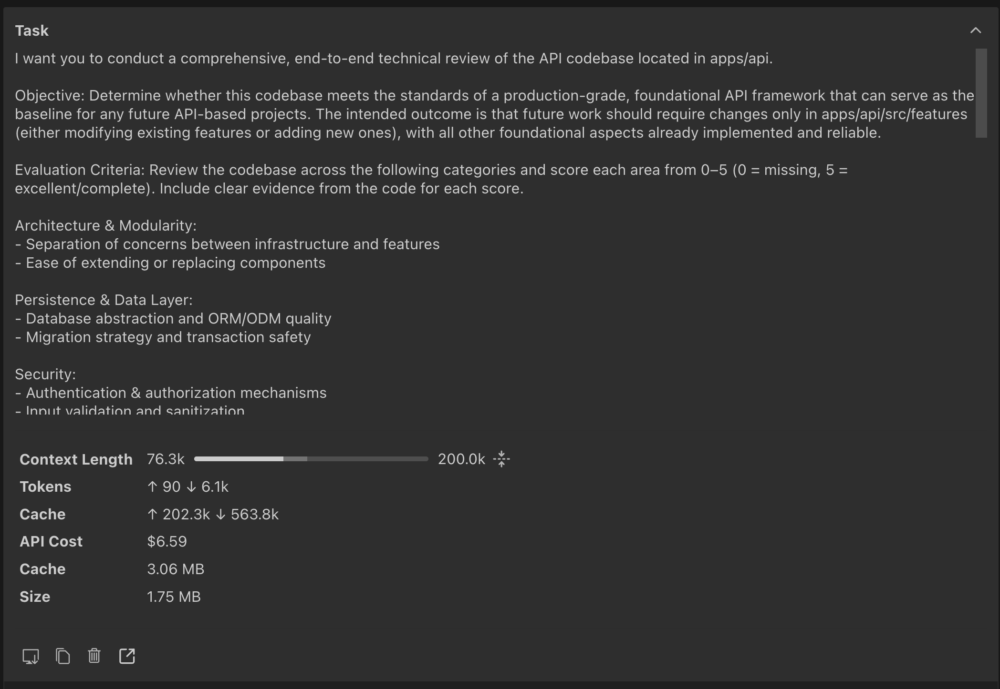 Task
I want you to conduct a comprehensive, end-to-end technical review of the API codebase located in apps/api.
Objective: Determine whether this codebase meets the standards of a production-grade, foundational API framework that can serve as the
baseline for any future API-based projects. The intended outcome is that future work should require changes only in apps/api/src/features
(either modifying existing features or adding new ones), with all other foundational aspects already implemented and reliable.
Evaluation Criteria: Review the codebase across the following categories and score each area from 0–5 (0 = missing, 5 =
excellent/complete). Include clear evidence from the code for each score.
Architecture & Modularity:
- Separation of concerns between infrastructure and features
- Ease of extending or replacing components
Persistence & Data Layer:
- Database abstraction and ORM/ODM quality
- Migration strategy and transaction safety
Security:
- Authentication & authorization mechanisms
- Input validation and sanitization
Context Length 76.3k 200.0k
Tokens ↑ 90 ↓ 6.1k
Cache ↑ 202.3k ↓ 563.8k
API Cost $6.59
Cache 3.06 MB
Size 1.75 MB